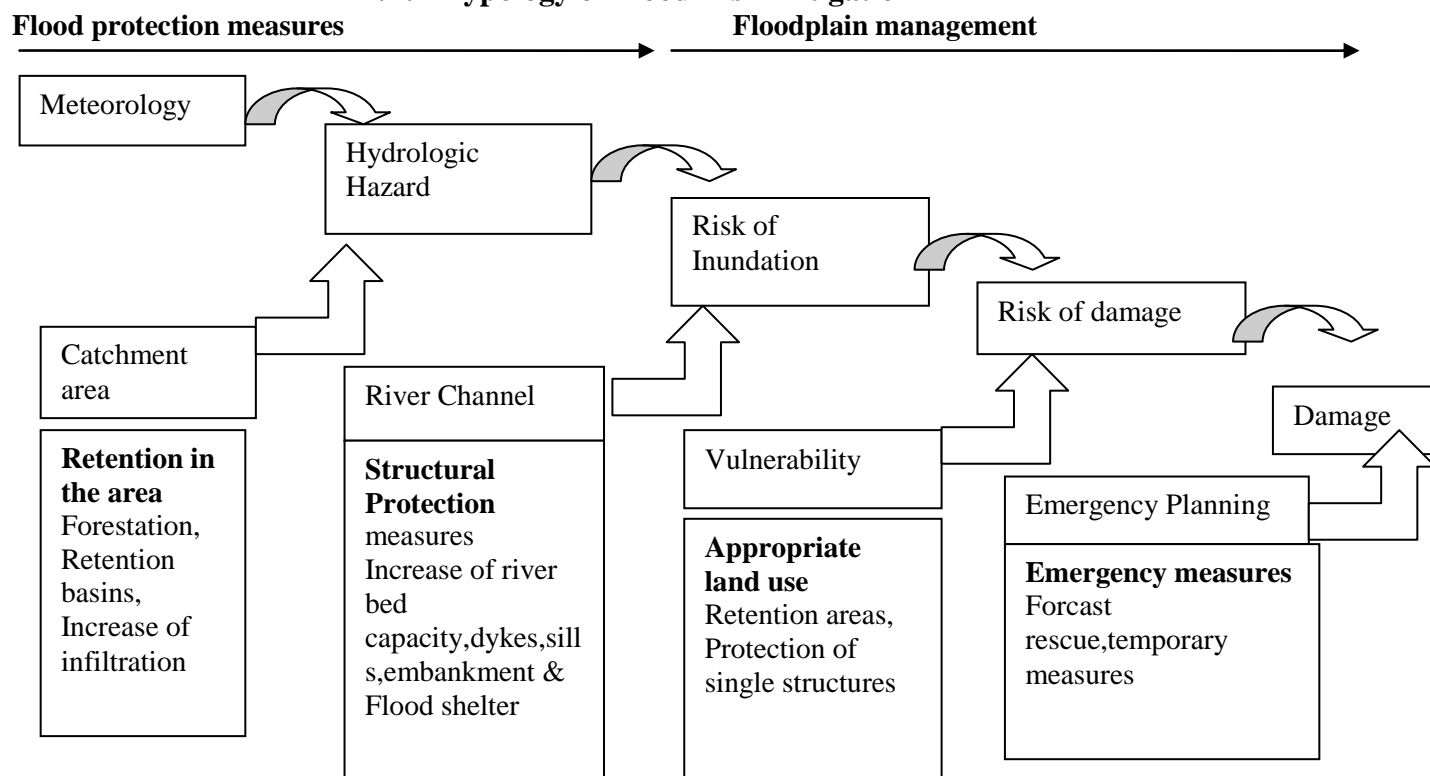 Flood protection measures
Floodplain management
Meteorology
Hydrologic
Hazard
Risk of
Inundation
Risk of damage
Damage
Catchment
area
Retention in
the area
Forestation,
Retention
basins,
Increase of
infiltration
River Channel
Structural
Protection
measures
Increase of river
bed
capacity,dykes,sill
s,embankment &
Flood shelter
Vulnerability
Appropriate
land use
Retention areas,
Protection of
single structures
Emergency Planning
Emergency measures
Forcast
rescue,temporary
measures